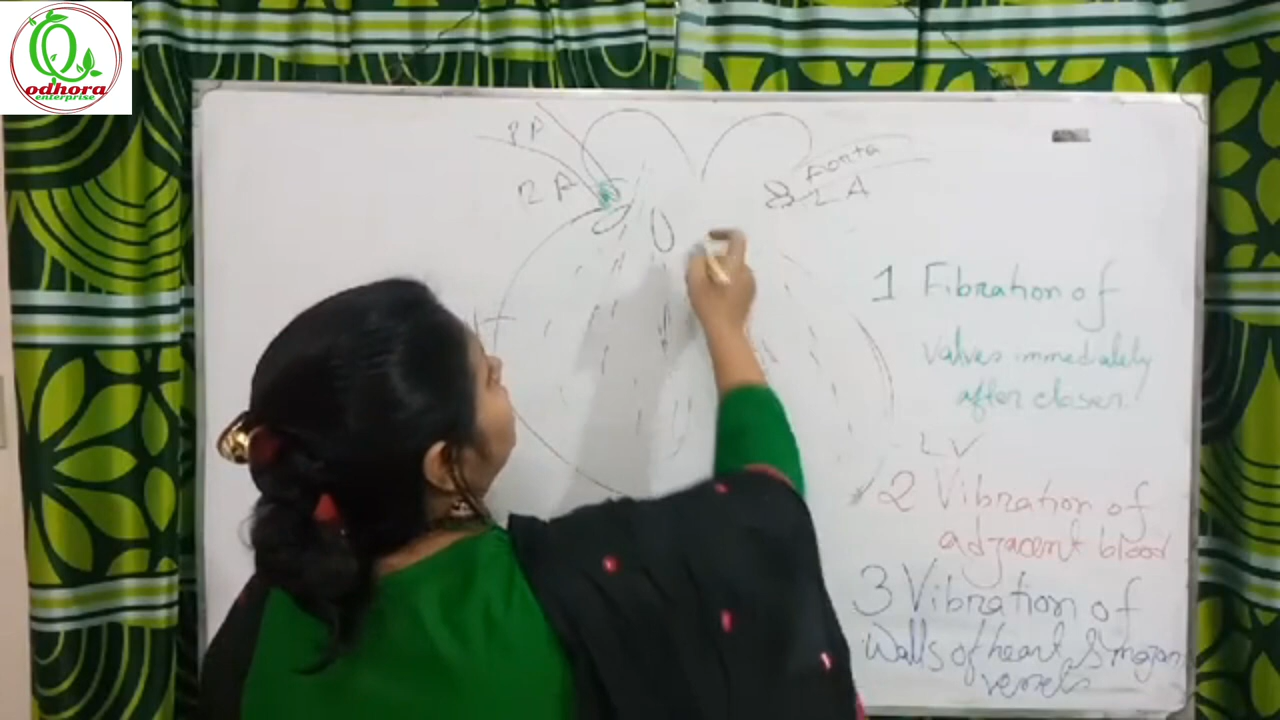 odhora
enterprise
PP
RA
Aorta
LA
1 Fibration of
valves immediately
after closer.
LV
2 Vibration of
adjacent blood
3 Vibration of
Walls of heart & major
vessels